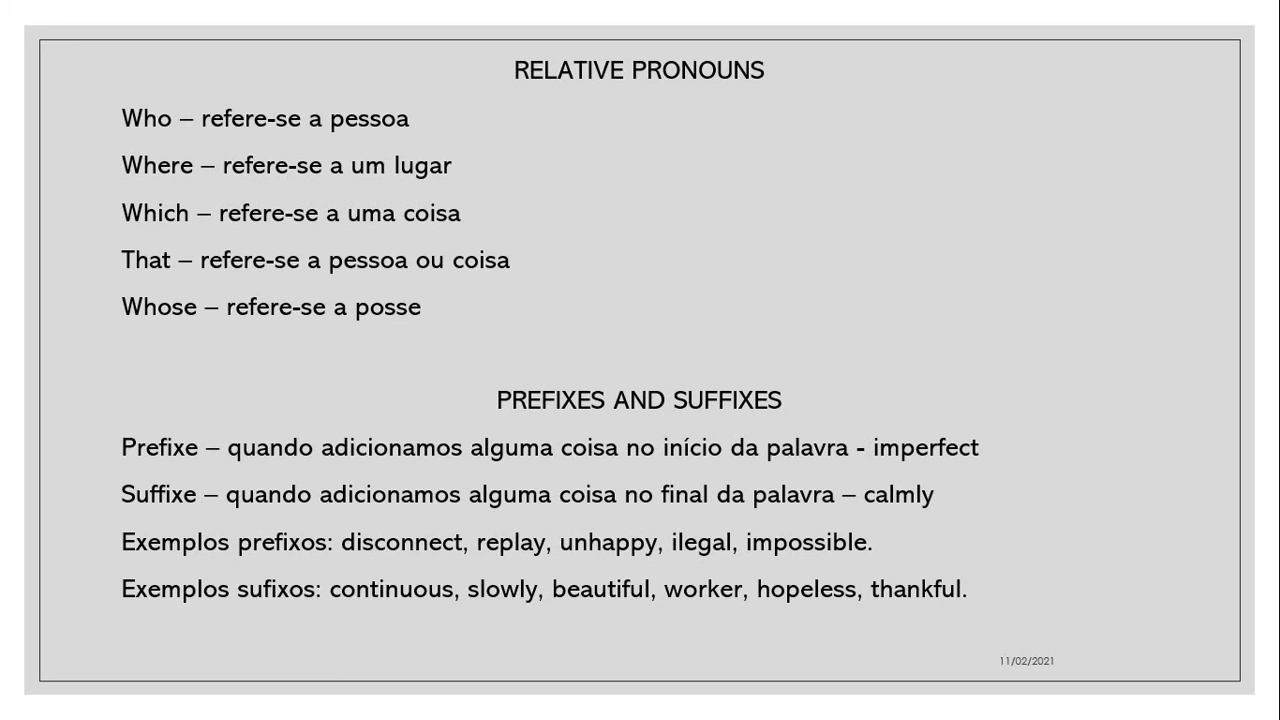 RELATIVE PRONOUNS
Who – refere-se a pessoa
Where – refere-se a um lugar
Which – refere-se a uma coisa
That – refere-se a pessoa ou coisa
Whose – refere-se a posse
PREFIXES AND SUFFIXES
Prefixe – quando adicionamos alguma coisa no início da palavra - imperfect
Suffixe – quando adicionamos alguma coisa no final da palavra – calmly
Exemplos prefixos: disconnect, replay, unhappy, ilegal, impossible.
Exemplos sufixos: continuous, slowly, beautiful, worker, hopeless, thankful.
11/02/2021